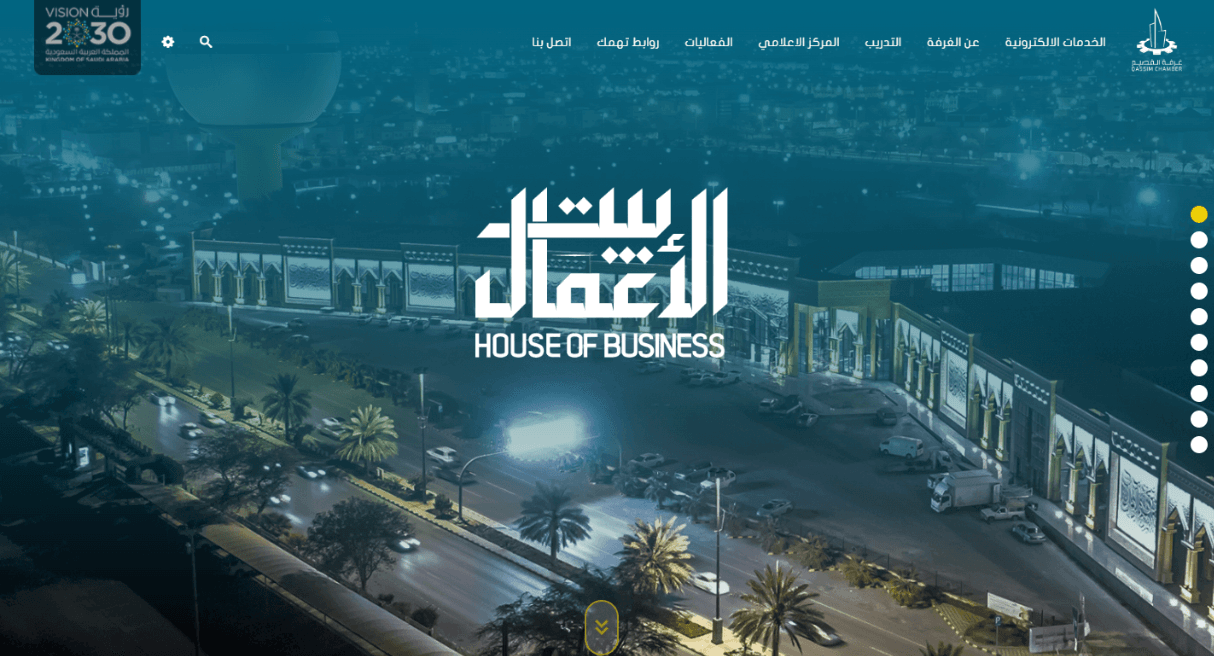 الخدمات الالكترونية
عن الغرفة
التدريب
المركز الاعلامي
الفعاليات
روابط تهمك
اتصل بنا
غرفة القصيم
QASSIM CHAMBER
VISION رؤيــة
2030
المملكة العربية السعودية
KINGDOM OF SAUDI ARABIA
بيت
الأعمال
HOUSE OF BUSINESS